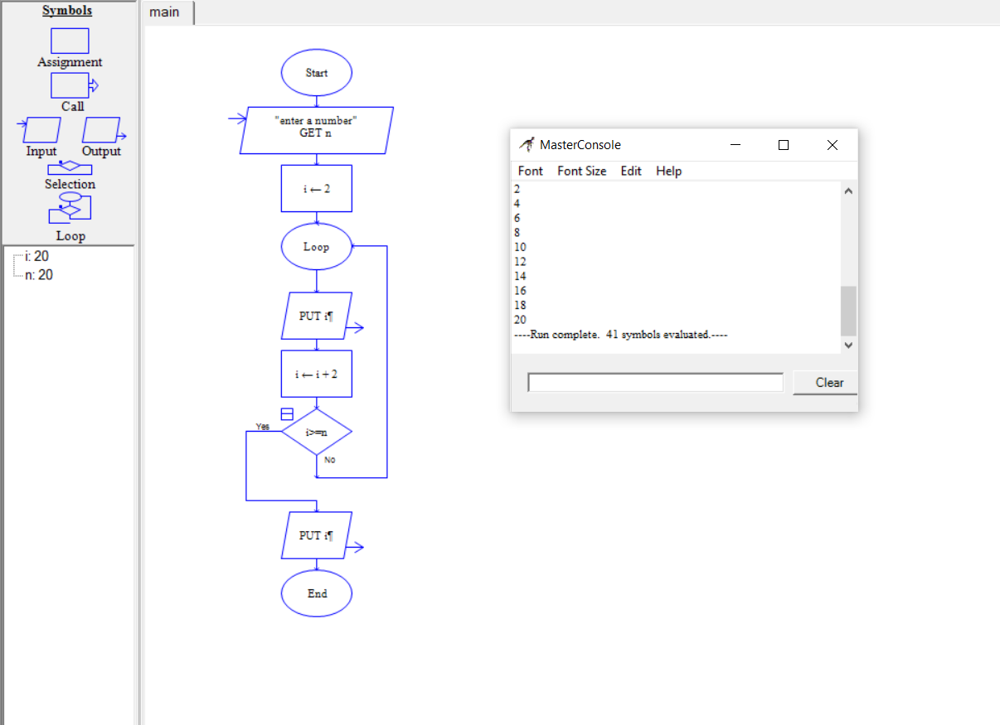 Symbols
Assignment
Call
Input Output
Selection
Loop
i: 20
n: 20
main
Start
"enter a number"
GET n
i ← 2
Loop
PUT i¶
i ← i + 2
i>=n
Yes
No
PUT i¶
End
MasterConsole
Font Font Size Edit Help
2
4
6
8
10
12
14
16
18
20
----Run complete.  41 symbols evaluated.----
Clear